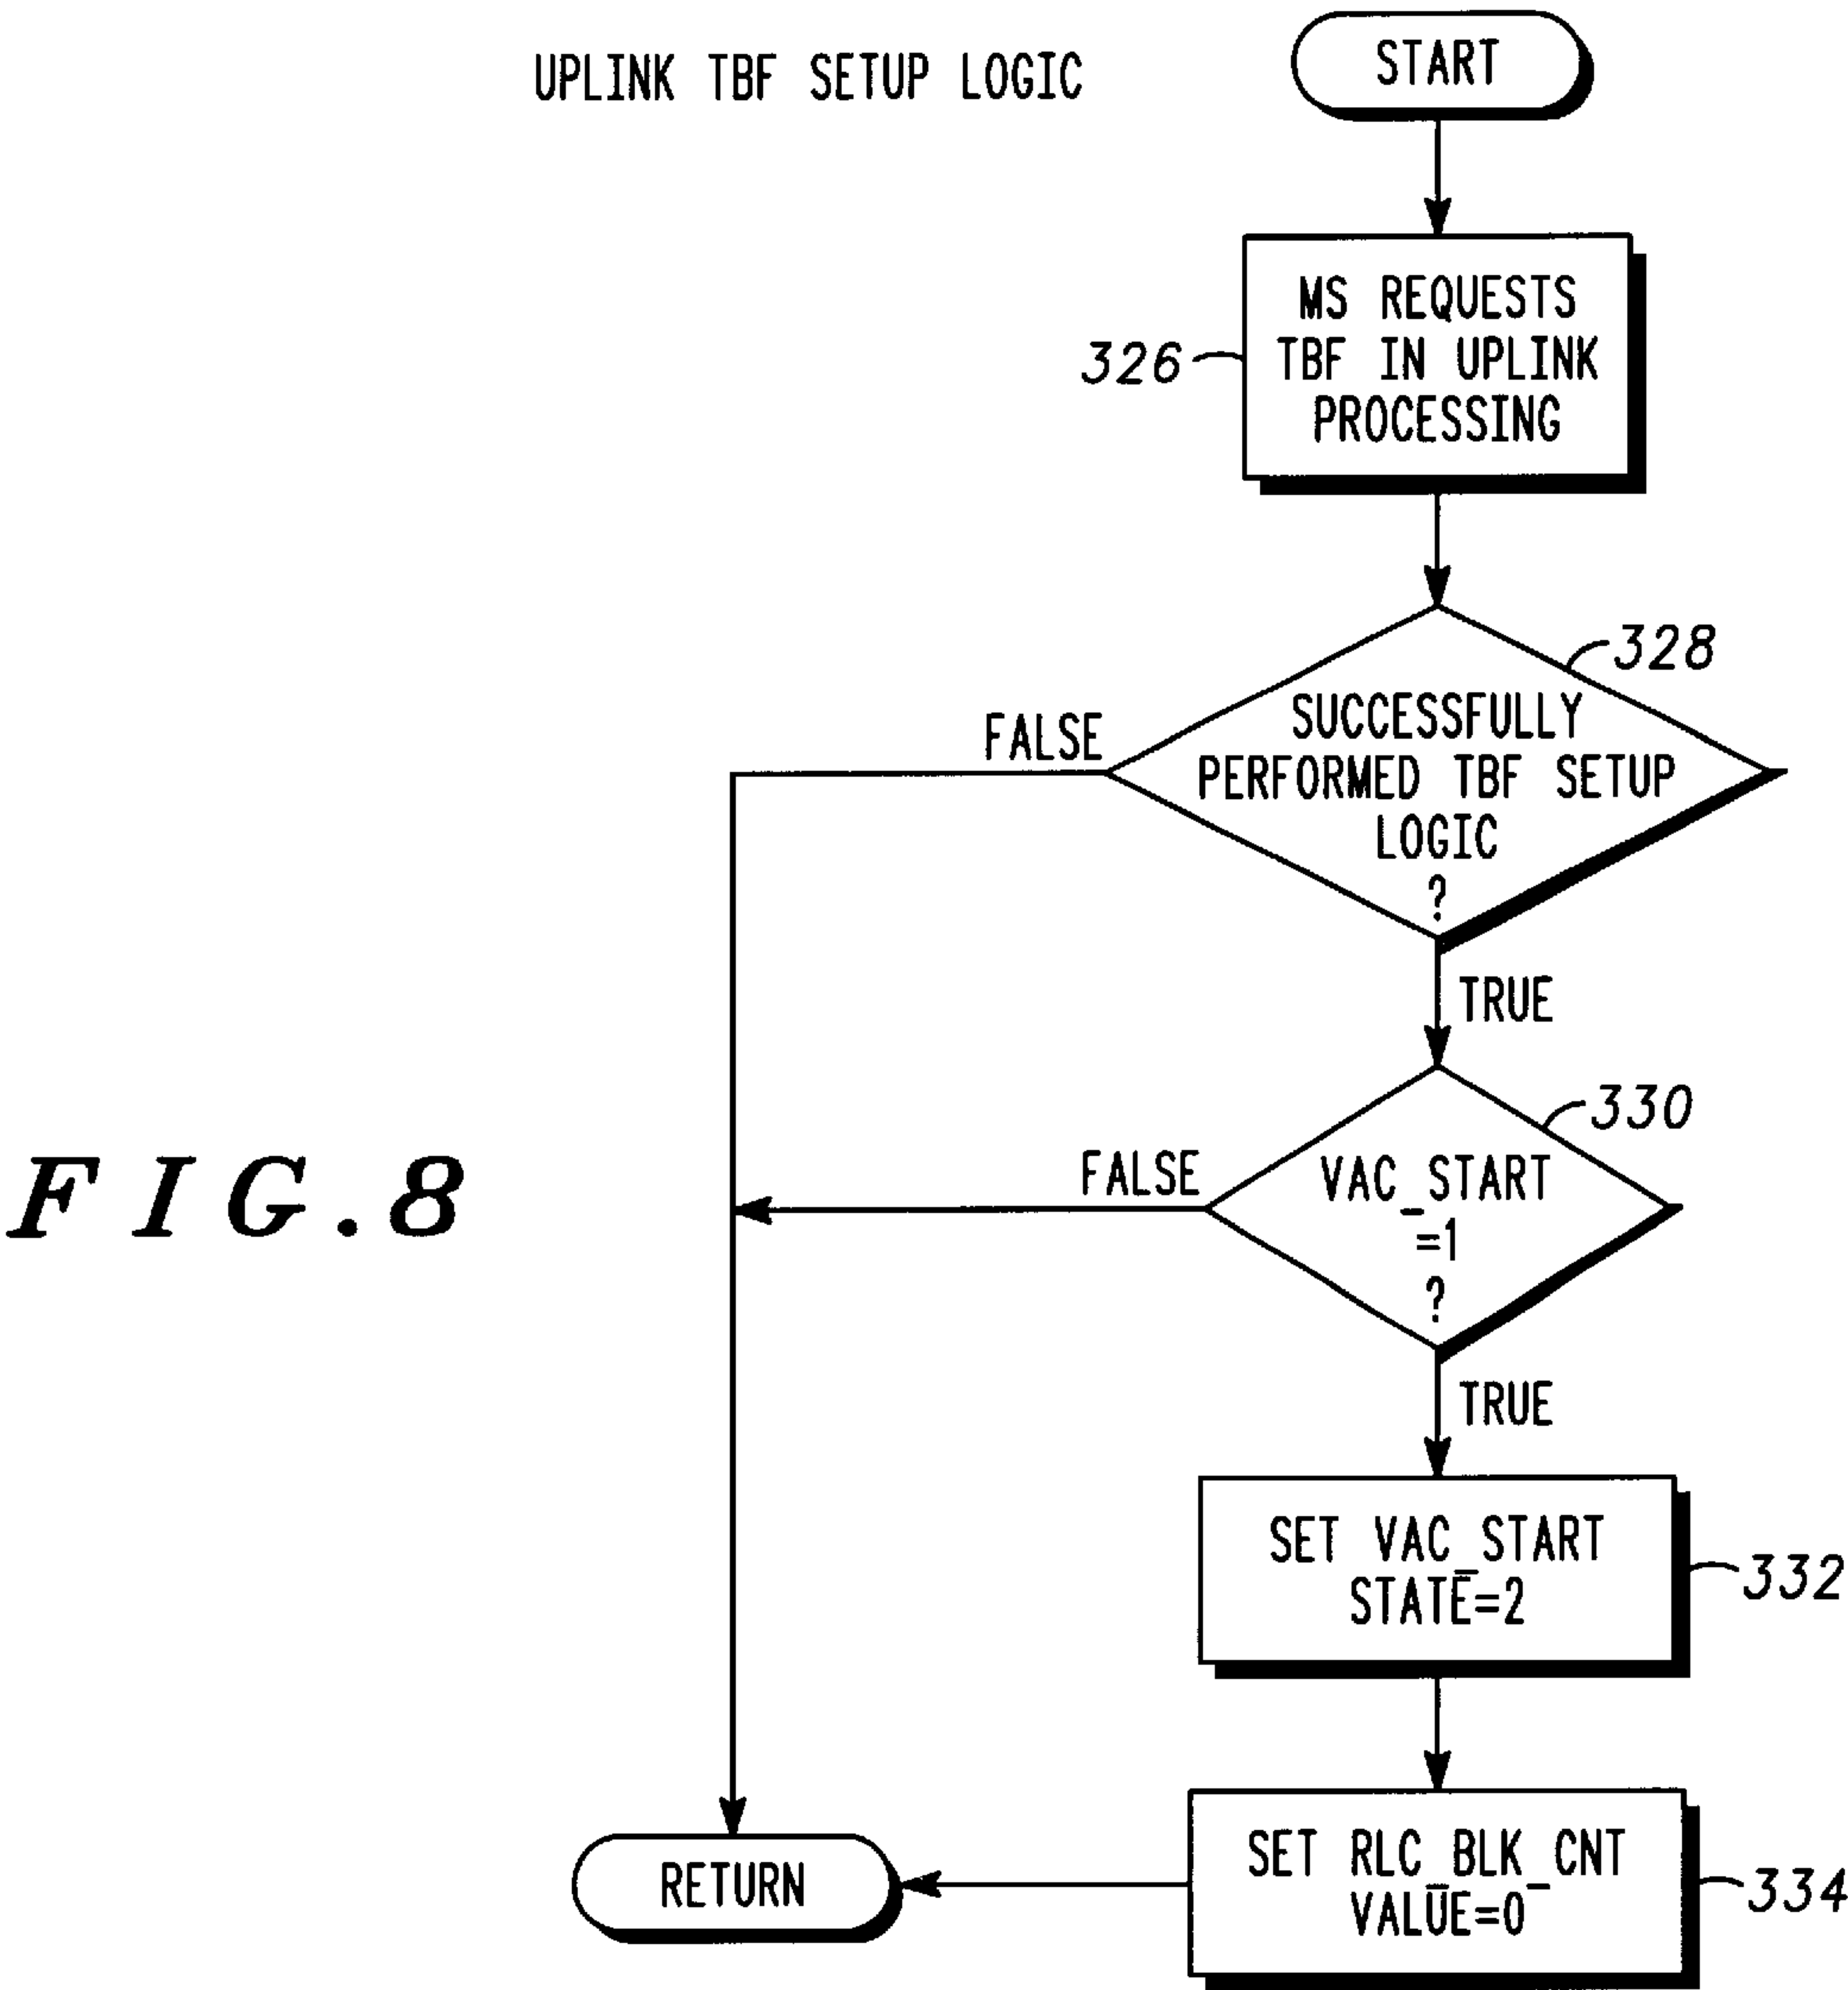 UPLINK TBF SETUP LOGIC
START
326
MS REQUESTS
TBF IN UPLINK
PROCESSING
328
SUCCESSFULLY
PERFORMED TBF SETUP
LOGIC
?
FALSE
TRUE
330
VAC_START
=1
?
FALSE
TRUE
FIG.8
SET VAC_START
STATE=2
332
SET RLC_BLK_CNT
VALUE=0
334
RETURN